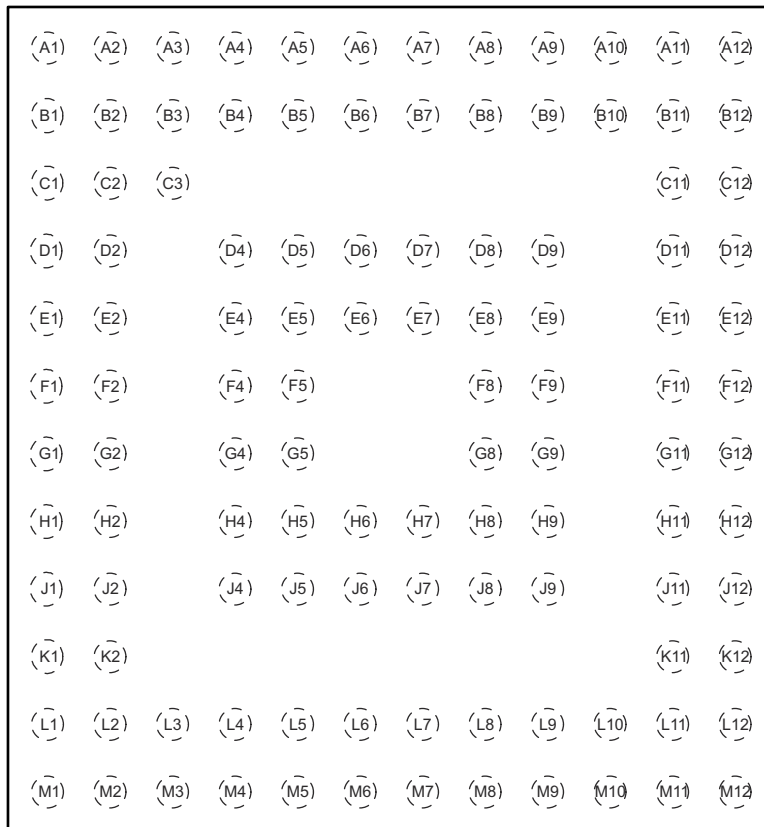 A1 A2 A3 A4 A5 A6 A7 A8 A9 A10 A11 A12
B1 B2 B3 B4 B5 B6 B7 B8 B9 B10 B11 B12
C1 C2 C3 C11 C12
D1 D2 D4 D5 D6 D7 D8 D9 D11 D12
E1 E2 E4 E5 E6 E7 E8 E9 E11 E12
F1 F2 F4 F5 F8 F9 F11 F12
G1 G2 G4 G5 G8 G9 G11 G12
H1 H2 H4 H5 H6 H7 H8 H9 H11 H12
J1 J2 J4 J5 J6 J7 J8 J9 J11 J12
K1 K2 K11 K12
L1 L2 L3 L4 L5 L6 L7 L8 L9 L10 L11 L12
M1 M2 M3 M4 M5 M6 M7 M8 M9 M10 M11 M12